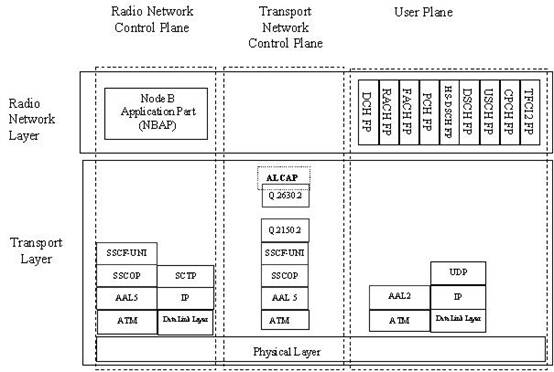 Radio Network
Control Plane
Transport
Network
Control Plane
User Plane
Radio
Network
Layer
Node B
Application Part
(NBAP)
DCH FP
RACH FP
FACH FP
PCH FP
HS-DSCH FP
DSCH FP
USCH FP
CPCH FP
TFCI2 FP
Transport
Layer
ALCAP
Q.2630.2
Q.2150.2
SSCF-UNI
SSCOP
AAL5
ATM
SCTP
IP
Data Link Layer
SSCF-UNI
SSCOP
AAL 5
ATM
AAL2
ATM
UDP
IP
Data Link Layer
Physical Layer